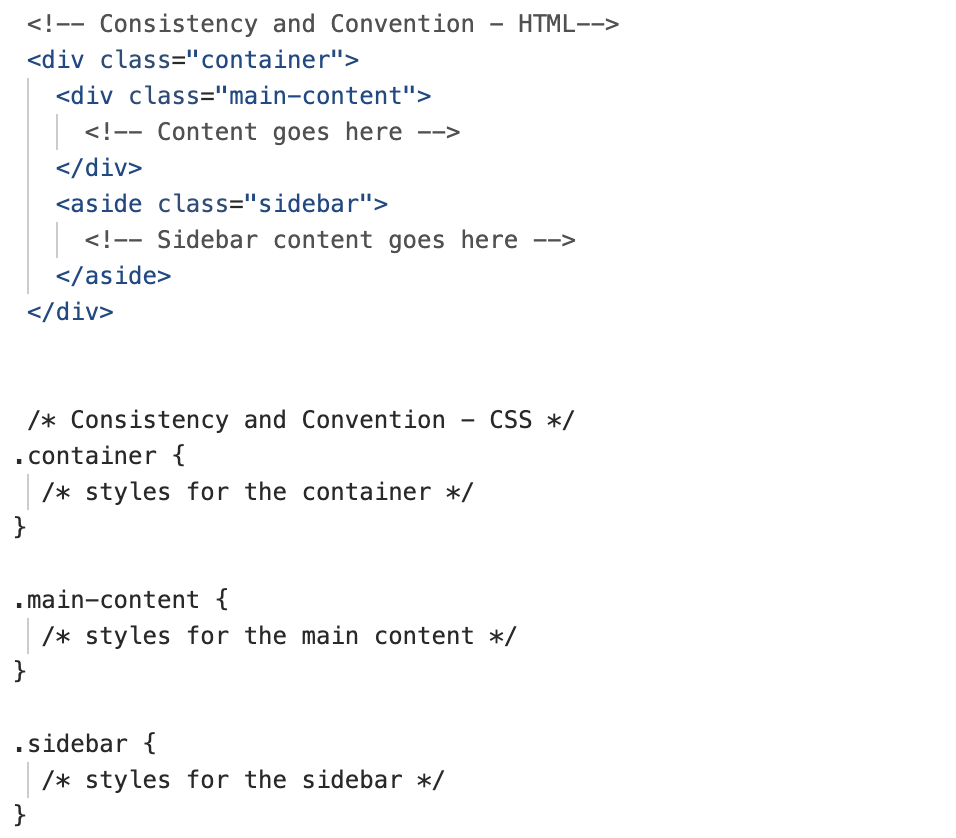 <!-- Consistency and Convention - HTML-->
<div class="container">
<div class="main-content">
<!-- Content goes here -->
</div>
<aside class="sidebar">
<!-- Sidebar content goes here -->
</aside>
</div>
/* Consistency and Convention - CSS */
.container {
/* styles for the container */
}
.main-content {
/* styles for the main content */
}
.sidebar {
/* styles for the sidebar */
}